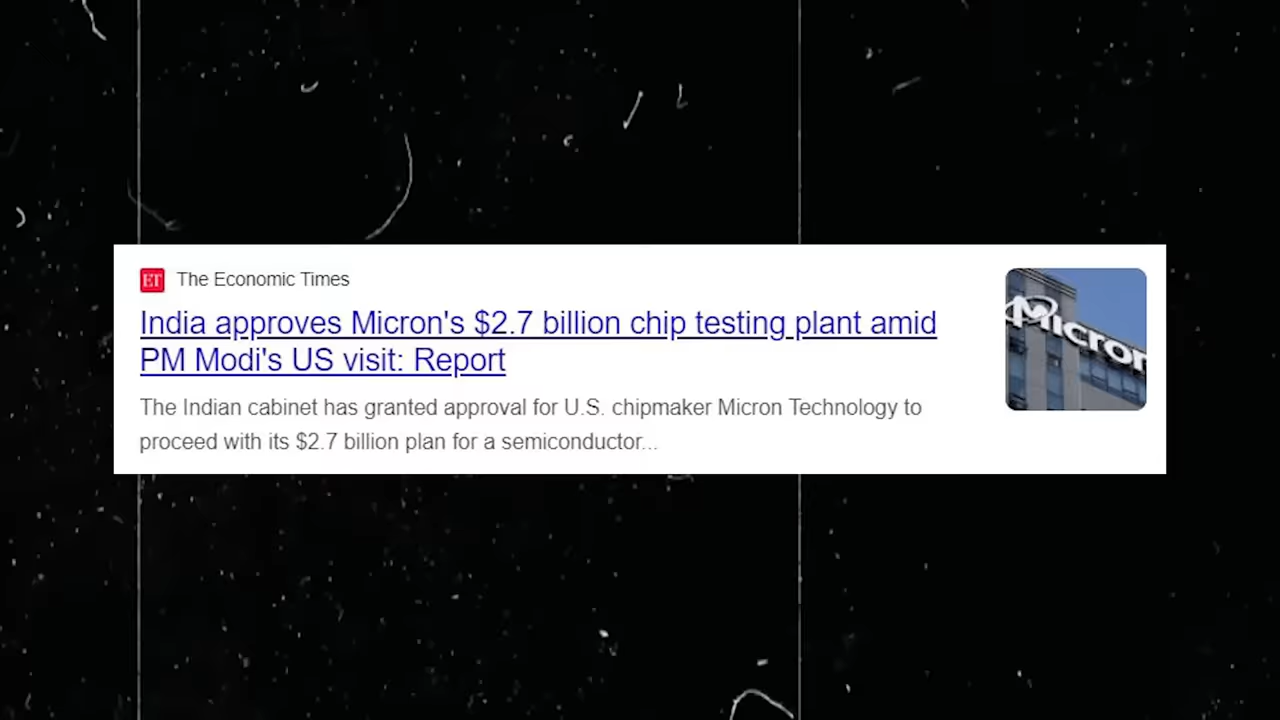 ET The Economic Times
India approves Micron's $2.7 billion chip testing plant amid
PM Modi's US visit: Report
The Indian cabinet has granted approval for U.S. chipmaker Micron Technology to
proceed with its $2.7 billion plan for a semiconductor...
Micron